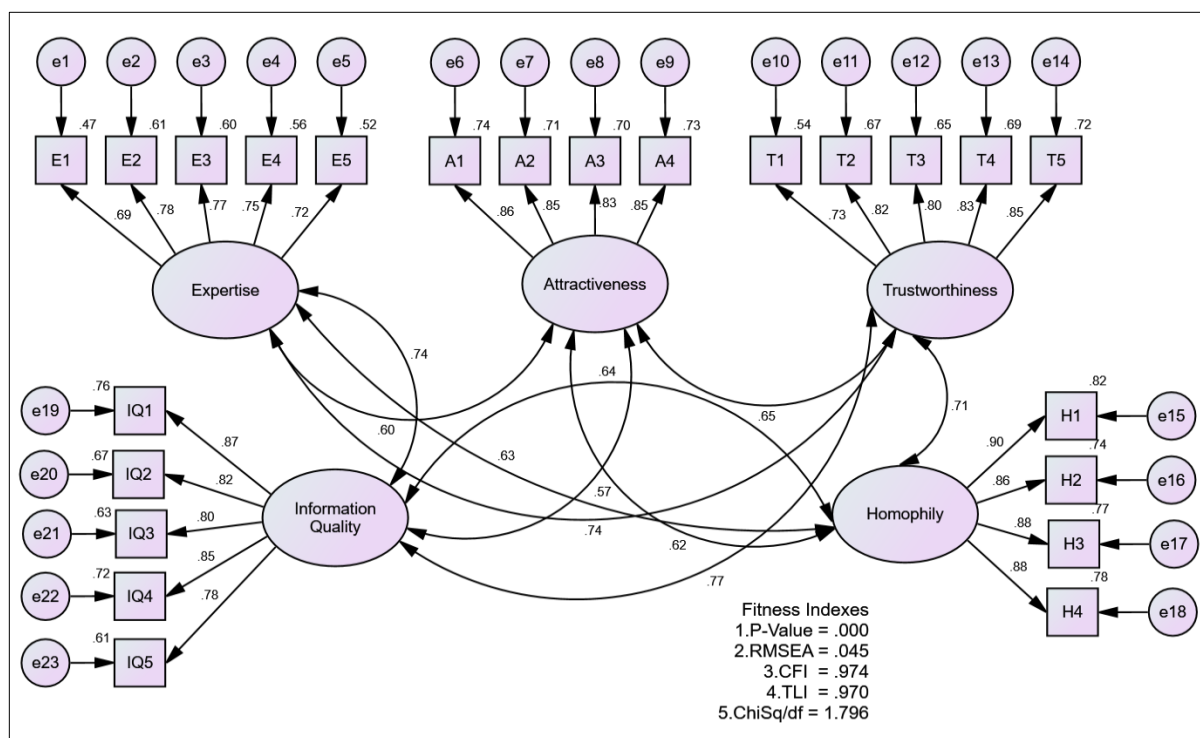 e1 e2 e3 e4 e5 e6 e7 e8 e9 e10 e11 e12 e13 e14
.47 .61 .60 .56 .52 .74 .71 .70 .73 .54 .67 .65 .69 .72
E1 E2 E3 E4 E5 A1 A2 A3 A4 T1 T2 T3 T4 T5
.69 .78 .77 .75 .72 .86 .85 .83 .85 .73 .82 .80 .83 .85
Expertise Attractiveness Trustworthiness
.74 .64 .65 .71
.60 .63 .57
.74 .62 .77
.76
e19 IQ1 .87
.67
e20 IQ2 .82
.63
e21 IQ3 .80
.72
e22 IQ4 .85
.61
e23 IQ5 .78
Information
Quality
Homophily
.82
.90 H1 e15
.74
.86 H2 e16
.77
.88 H3 e17
.78
.88 H4 e18
Fitness Indexes
1.P-Value = .000
2.RMSEA = .045
3.CFI = .974
4.TLI = .970
5.ChiSq/df = 1.796